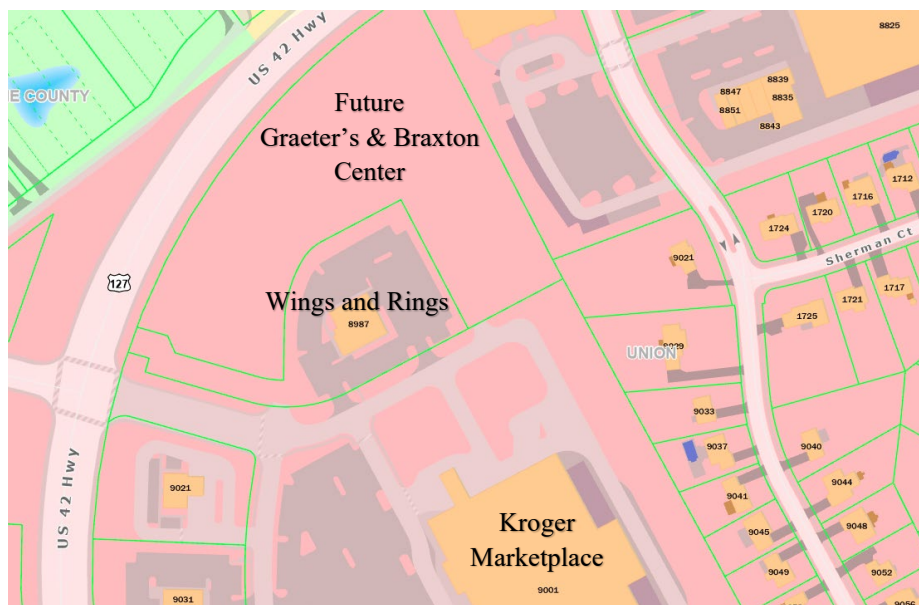 8825
US 42 Hwy
8839
8847
8835
8851
8843
E COUNTY
Future
Graeter's & Braxton
Center
1712
1716
1720
1724
Sherman Ct
9021
127
1717
1721
1725
Wings and Rings
8987
UNION
9033
9037
9040
9021
9041
9044
US 42 Hwy
Kroger
Marketplace
9045
9048
9049
9052
9001
9031
9056